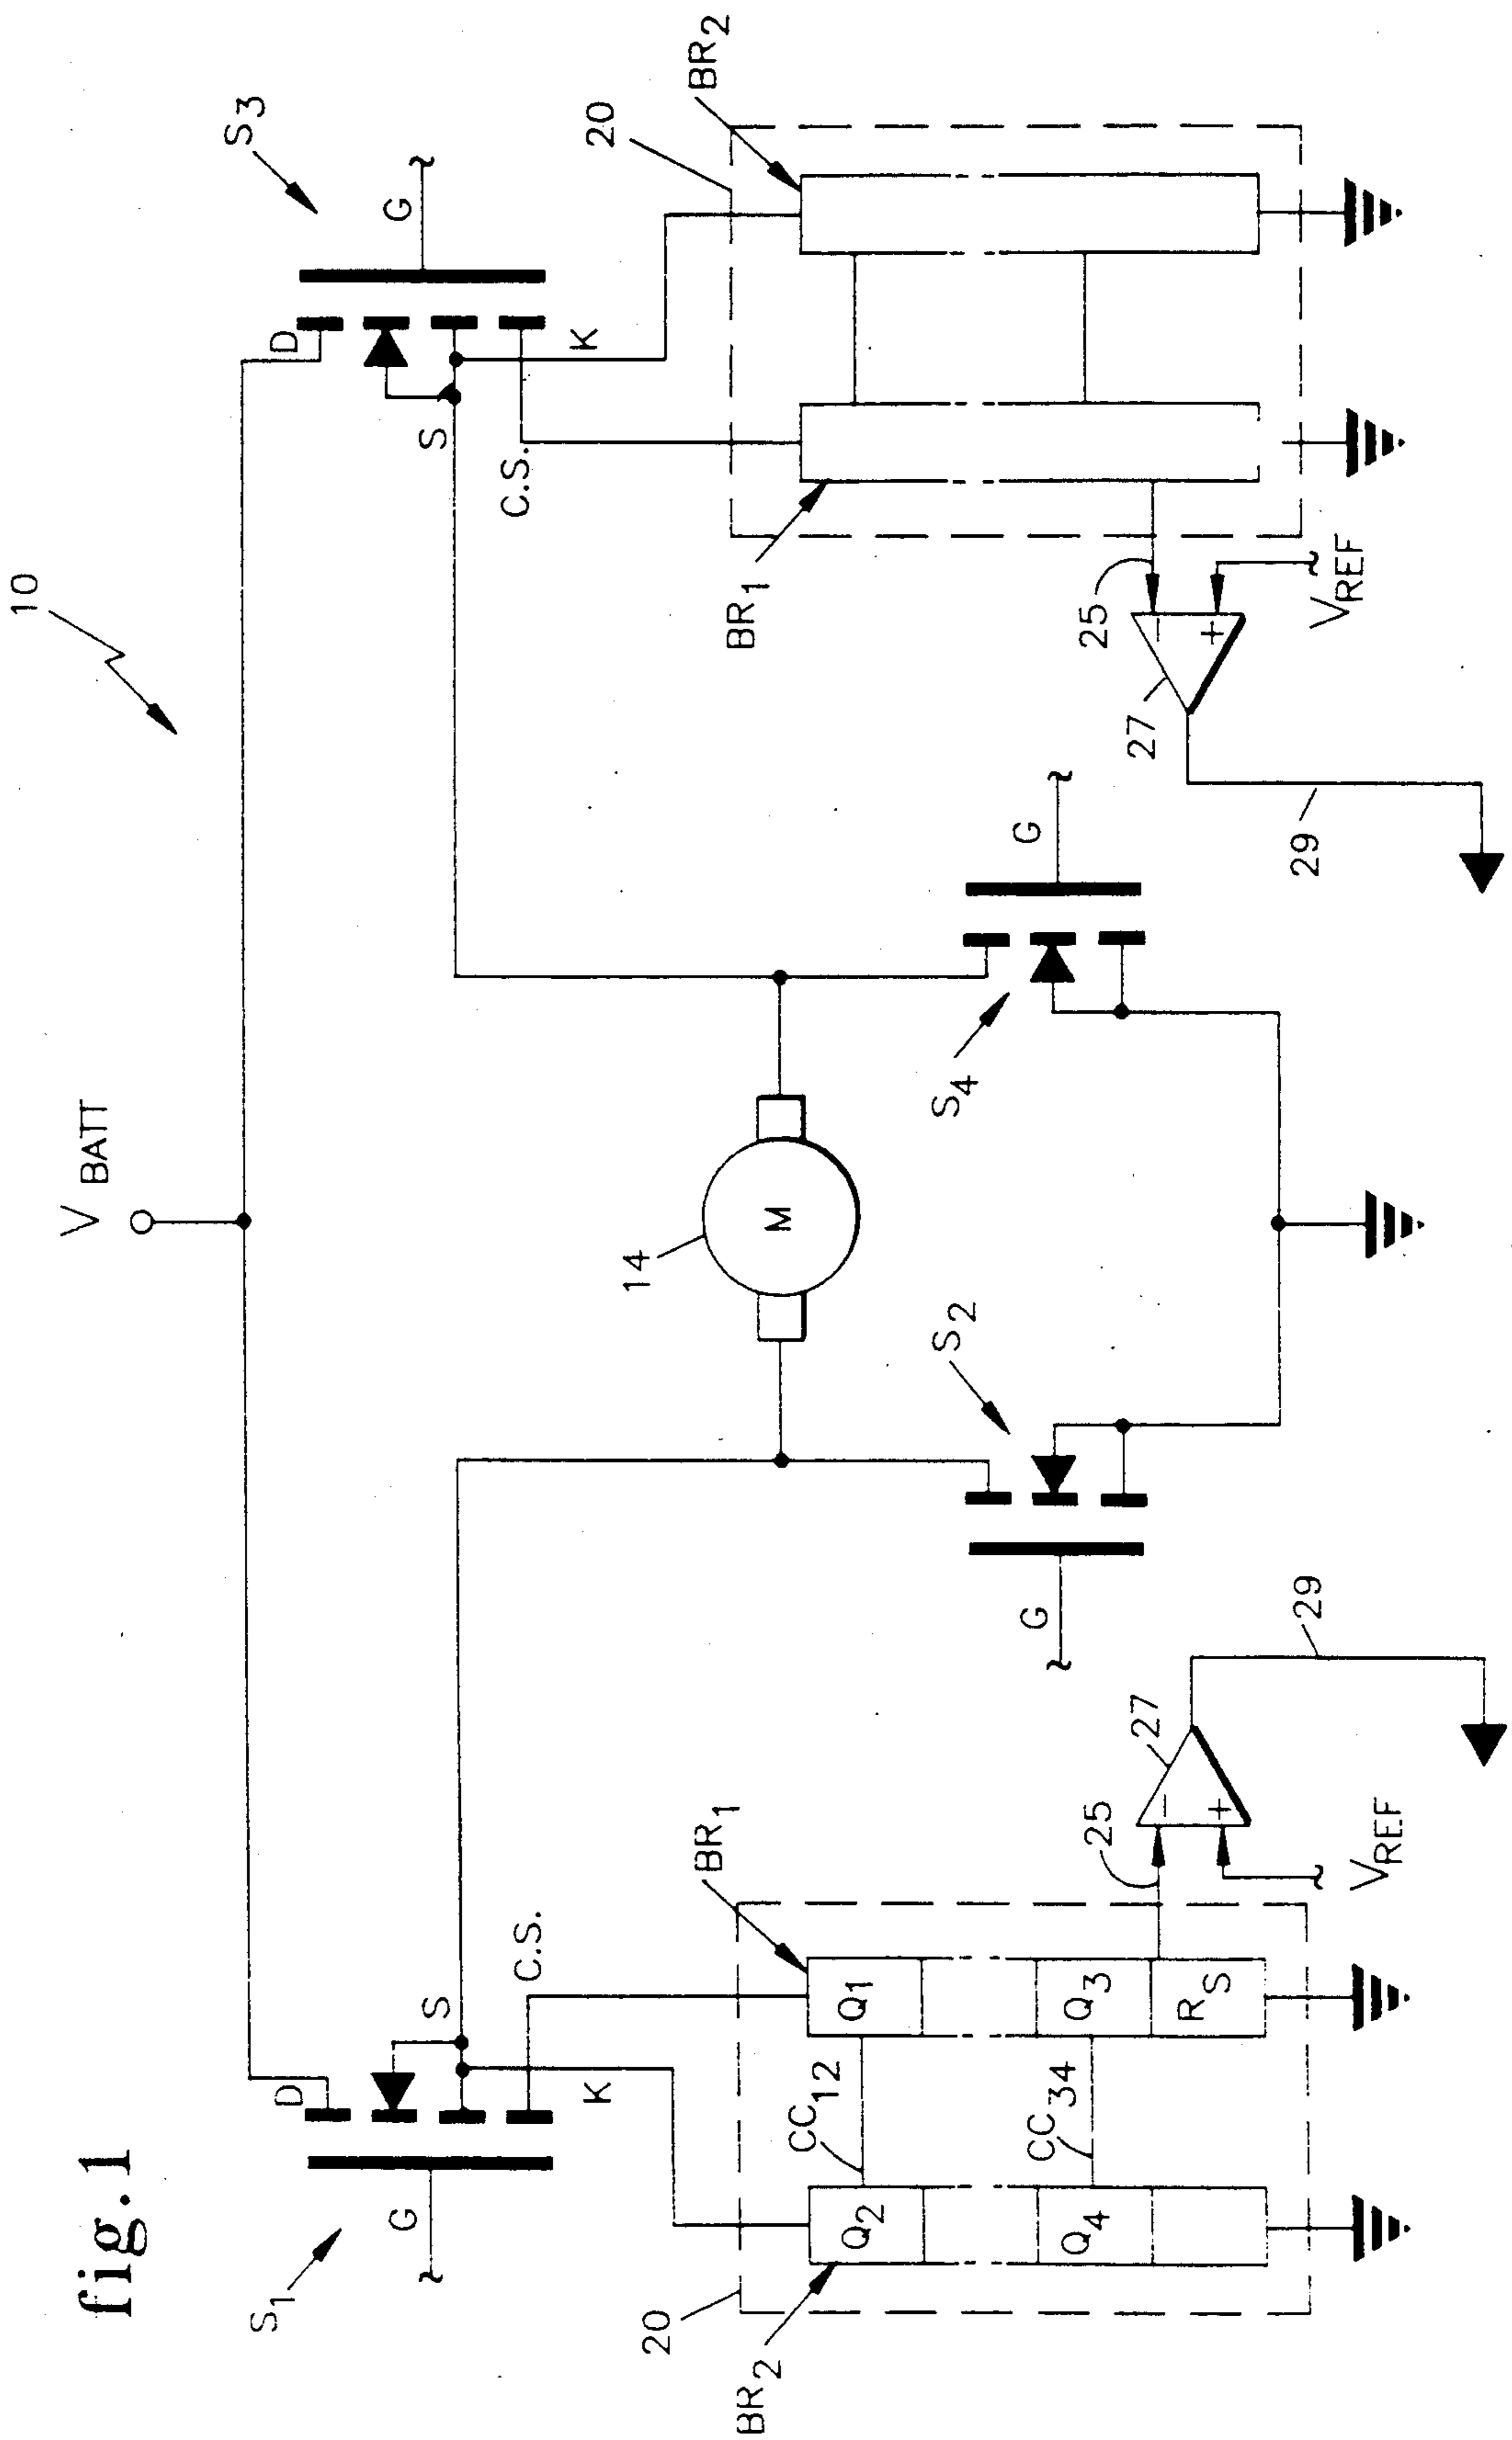 fig.1
10
V BATT
S1
G
D
S
K
C.S.
S3
G
D
S
K
C.S.
14
M
S2
G
S4
G
20
BR2
BR1
Q2
Q1
CC12
Q4
Q3
CC34
RS
25
27
−
+
VREF
29
20
BR2
BR1
25
27
−
+
VREF
29